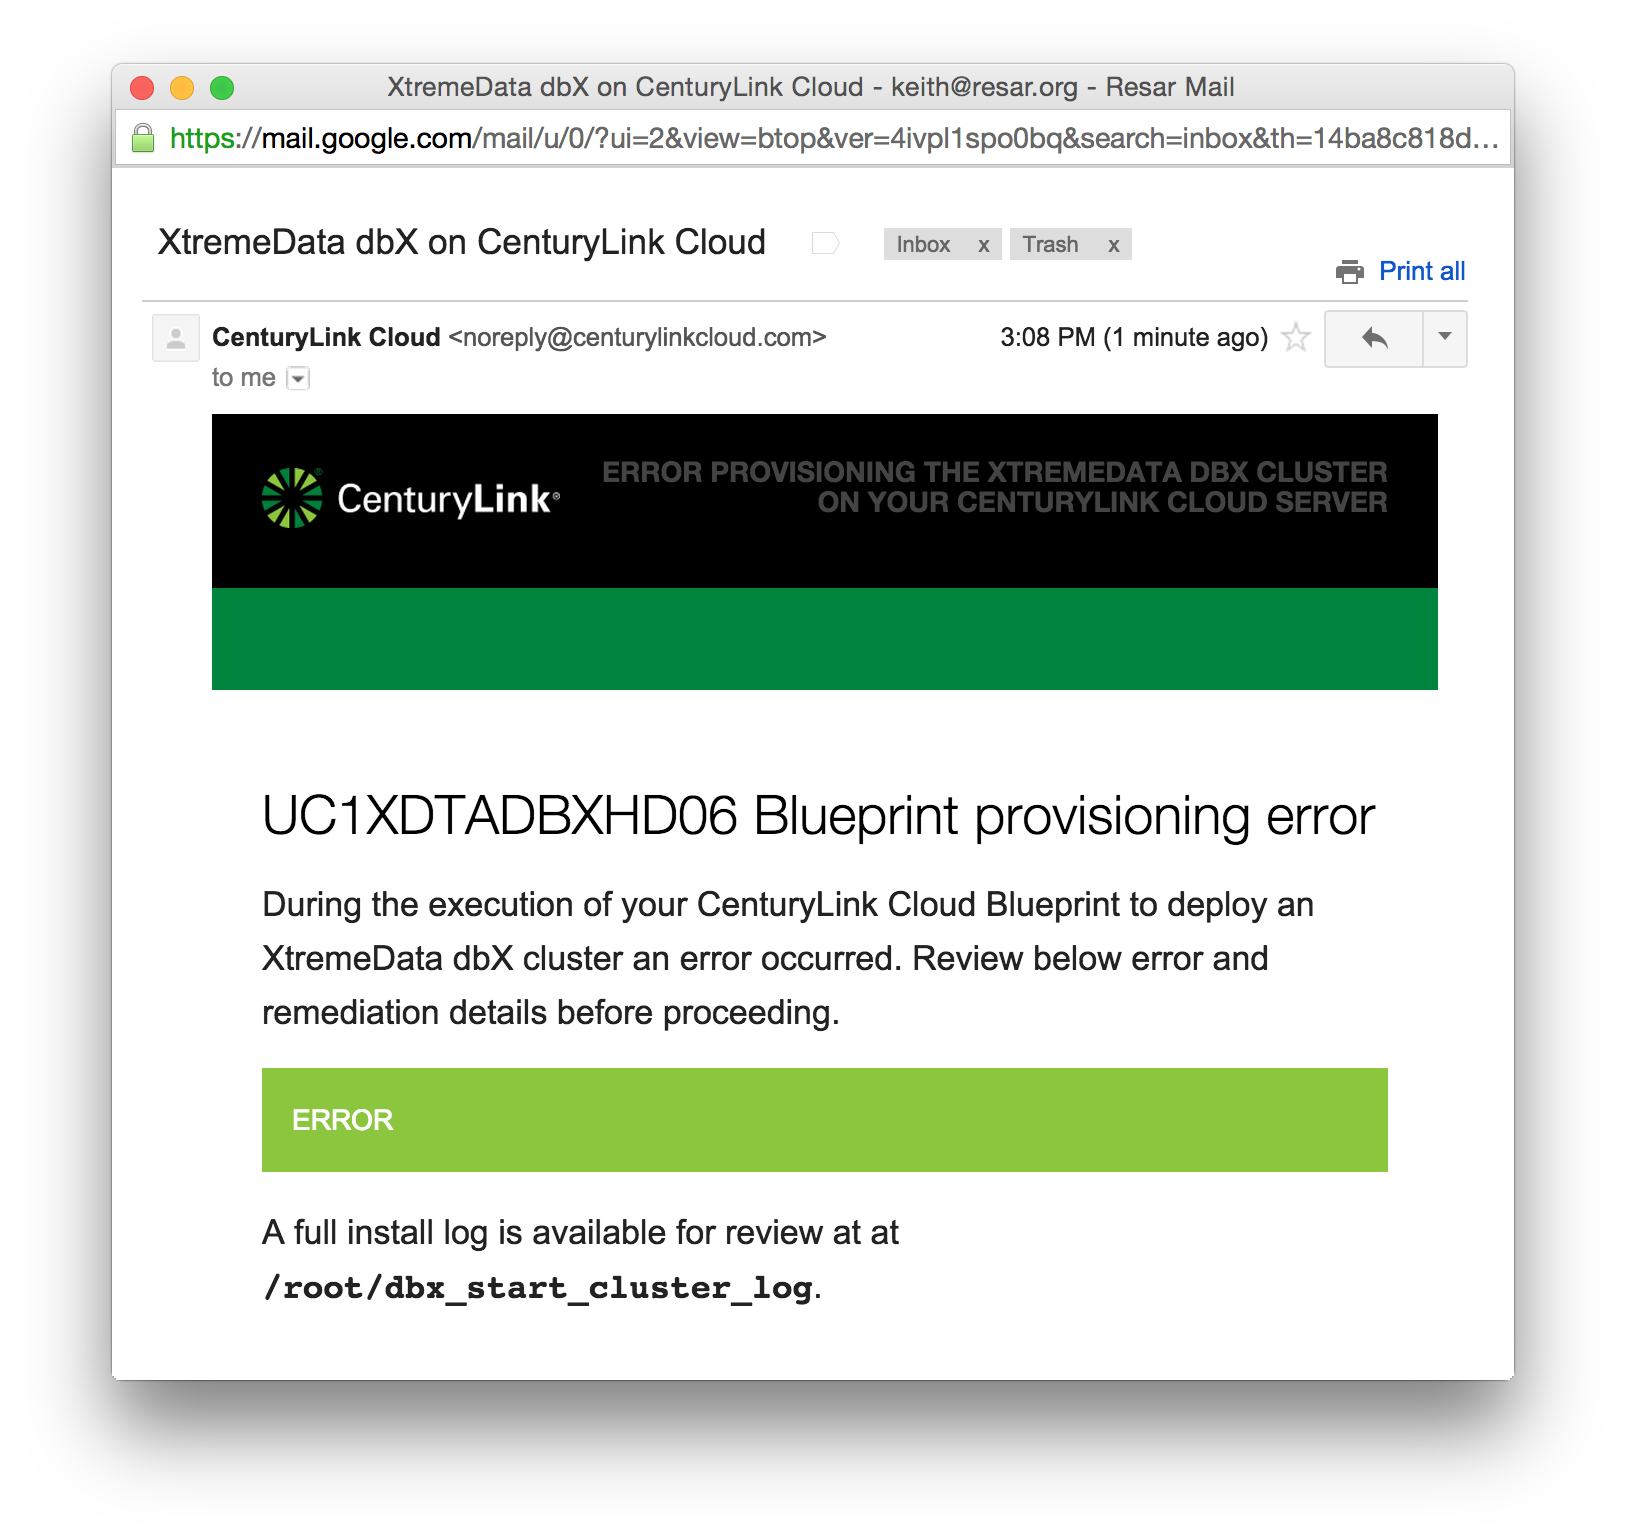 XtremeData dbX on CenturyLink Cloud - keith@resar.org - Resar Mail
https://mail.google.com/mail/u/0/?ui=2&view=btop&ver=4ivpl1spo0bq&search=inbox&th=14ba8c818d...
XtremeData dbX on CenturyLink Cloud Inbox x Trash x
Print all
CenturyLink Cloud <noreply@centurylinkcloud.com> 3:08 PM (1 minute ago)
to me
CenturyLink® ERROR PROVISIONING THE XTREMEDATA DBX CLUSTER
ON YOUR CENTURYLINK CLOUD SERVER
UC1XDTADBXHD06 Blueprint provisioning error
During the execution of your CenturyLink Cloud Blueprint to deploy an
XtremeData dbX cluster an error occurred. Review below error and
remediation details before proceeding.
ERROR
A full install log is available for review at at
/root/dbx_start_cluster_log.